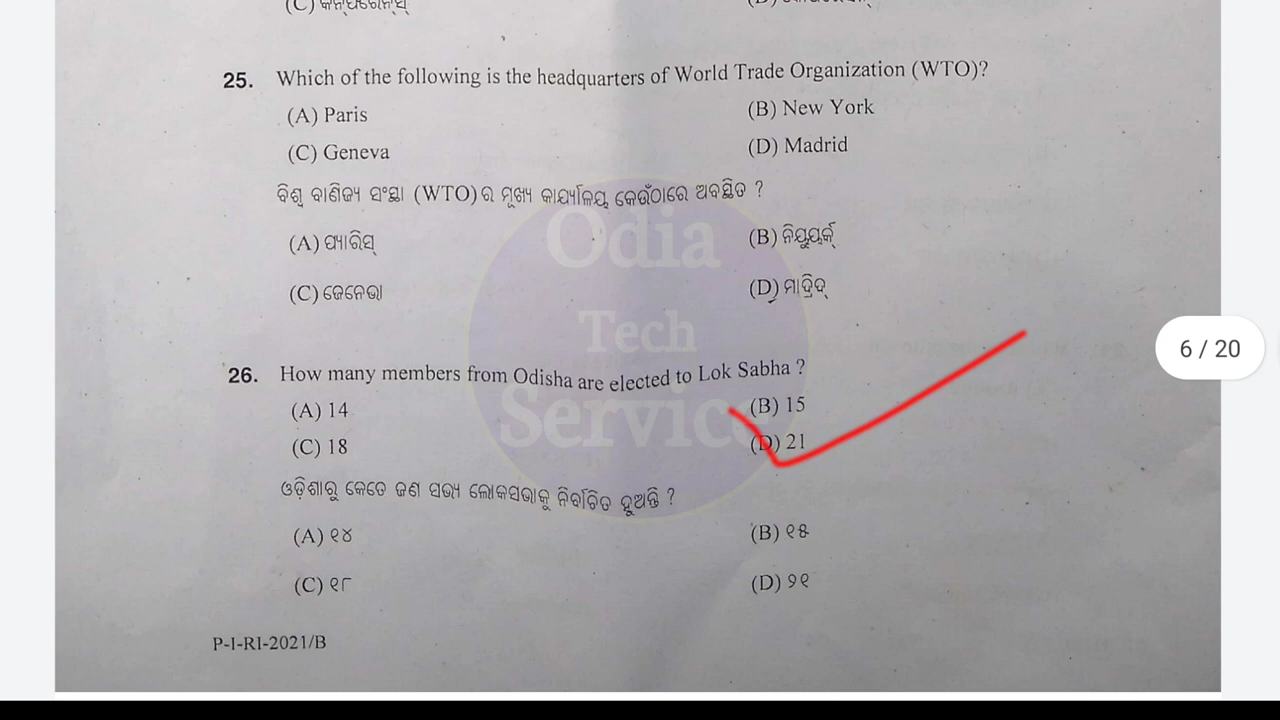 25. Which of the following is the headquarters of World Trade Organization (WTO)?
(A) Paris (B) New York
(C) Geneva (D) Madrid
ବିଶ୍ୱ ବାଣିଜ୍ୟ ସଂସ୍ଥା (WTO)ର ମୂଖ୍ୟ କାର୍ଯ୍ୟାଳୟ କେଉଁଠାରେ ଅବସ୍ଥିତ ?
(A) ପ୍ୟାରିସ୍ (B) ନିୟୁୟର୍କ୍
(C) ଜେନେଭା (D) ମାଦ୍ରିଦ୍
Odia
Tech
Service
26. How many members from Odisha are elected to Lok Sabha ?
(A) 14 (B) 15
(C) 18 (D) 21
ଓଡ଼ିଶାରୁ କେତେ ଜଣ ସଭ୍ୟ ଲୋକସଭାକୁ ନିର୍ବାଚିତ ହୁଅନ୍ତି ?
(A) ୧୪ (B) ୧୫
(C) ୧୮ (D) ୨୧
P-I-RI-2021/B
6 / 20